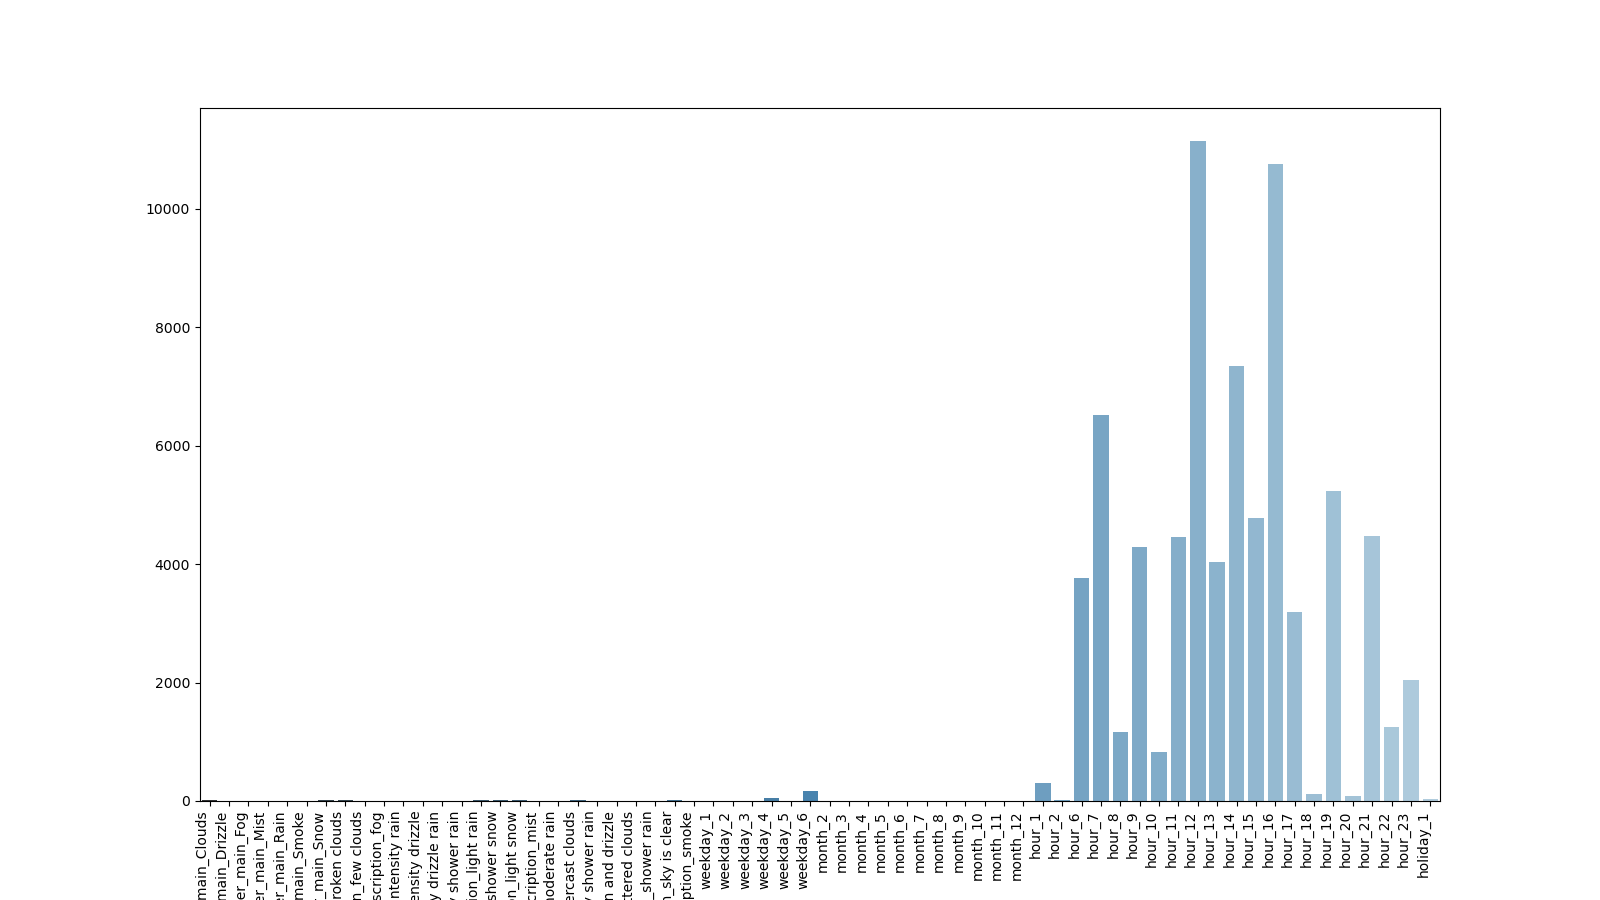 10000
8000
6000
4000
2000
0
main_Clouds
main_Drizzle
er_main_Fog
er_main_Mist
er_main_Rain
main_Smoke
r_main_Snow
roken clouds
n_few clouds
scription_fog
ntensity rain
ensity drizzle
y drizzle rain
y shower rain
ion_light rain
shower snow
on_light snow
cription_mist
moderate rain
ercast clouds
y shower rain
n and drizzle
ttered clouds
_shower rain
n_sky is clear
ption_smoke
weekday_1
weekday_2
weekday_3
weekday_4
weekday_5
weekday_6
month_2
month_3
month_4
month_5
month_6
month_7
month_8
month_9
month_10
month_11
month_12
hour_1
hour_2
hour_6
hour_7
hour_8
hour_9
hour_10
hour_11
hour_12
hour_13
hour_14
hour_15
hour_16
hour_17
hour_18
hour_19
hour_20
hour_21
hour_22
hour_23
holiday_1